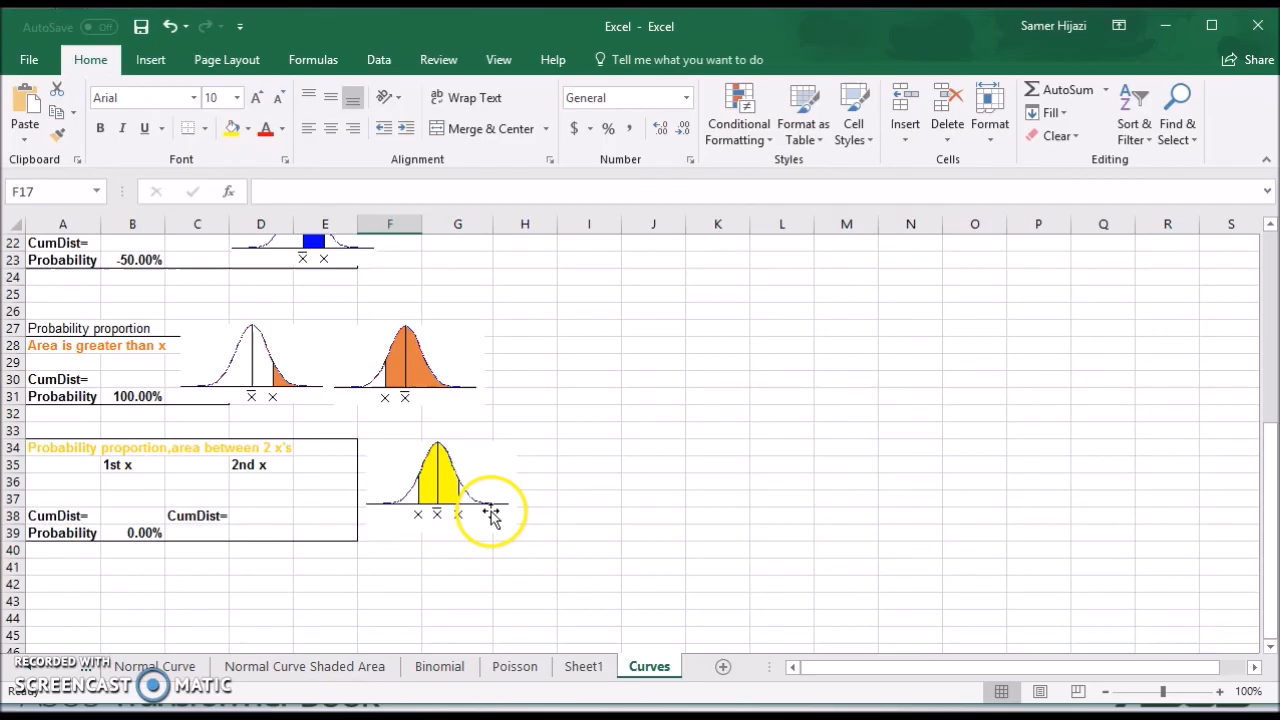 AutoSave Off Excel - Excel Samer Hijazi
File Home Insert Page Layout Formulas Data Review View Help Tell me what you want to do Share
Paste Arial 10 A A Wrap Text General Conditional Formatting Format as Table Cell Styles Insert Delete Format AutoSum Sort & Filter Find & Select
B I U A Merge & Center $ % , Fill
Clear
Clipboard Font Alignment Number Styles Cells Editing
F17 fx
A B C D E F G H I J K L M N O P Q R S
22 CumDist=
23 Probability -50.00% x̅ x
24
25
26
27 Probability proportion
28 Area is greater than x
29
30 CumDist=
31 Probability 100.00% x̅ x x x̅
32
33
34 Probability proportion,area between 2 x's
35 1st x 2nd x
36
37
38 CumDist= CumDist= x x̅ x
39 Probability 0.00%
40
41
42
43
44
45
46
... Normal Curve Normal Curve Shaded Area Binomial Poisson Sheet1 Curves
RECORDED WITH
SCREENCAST MATIC
100%